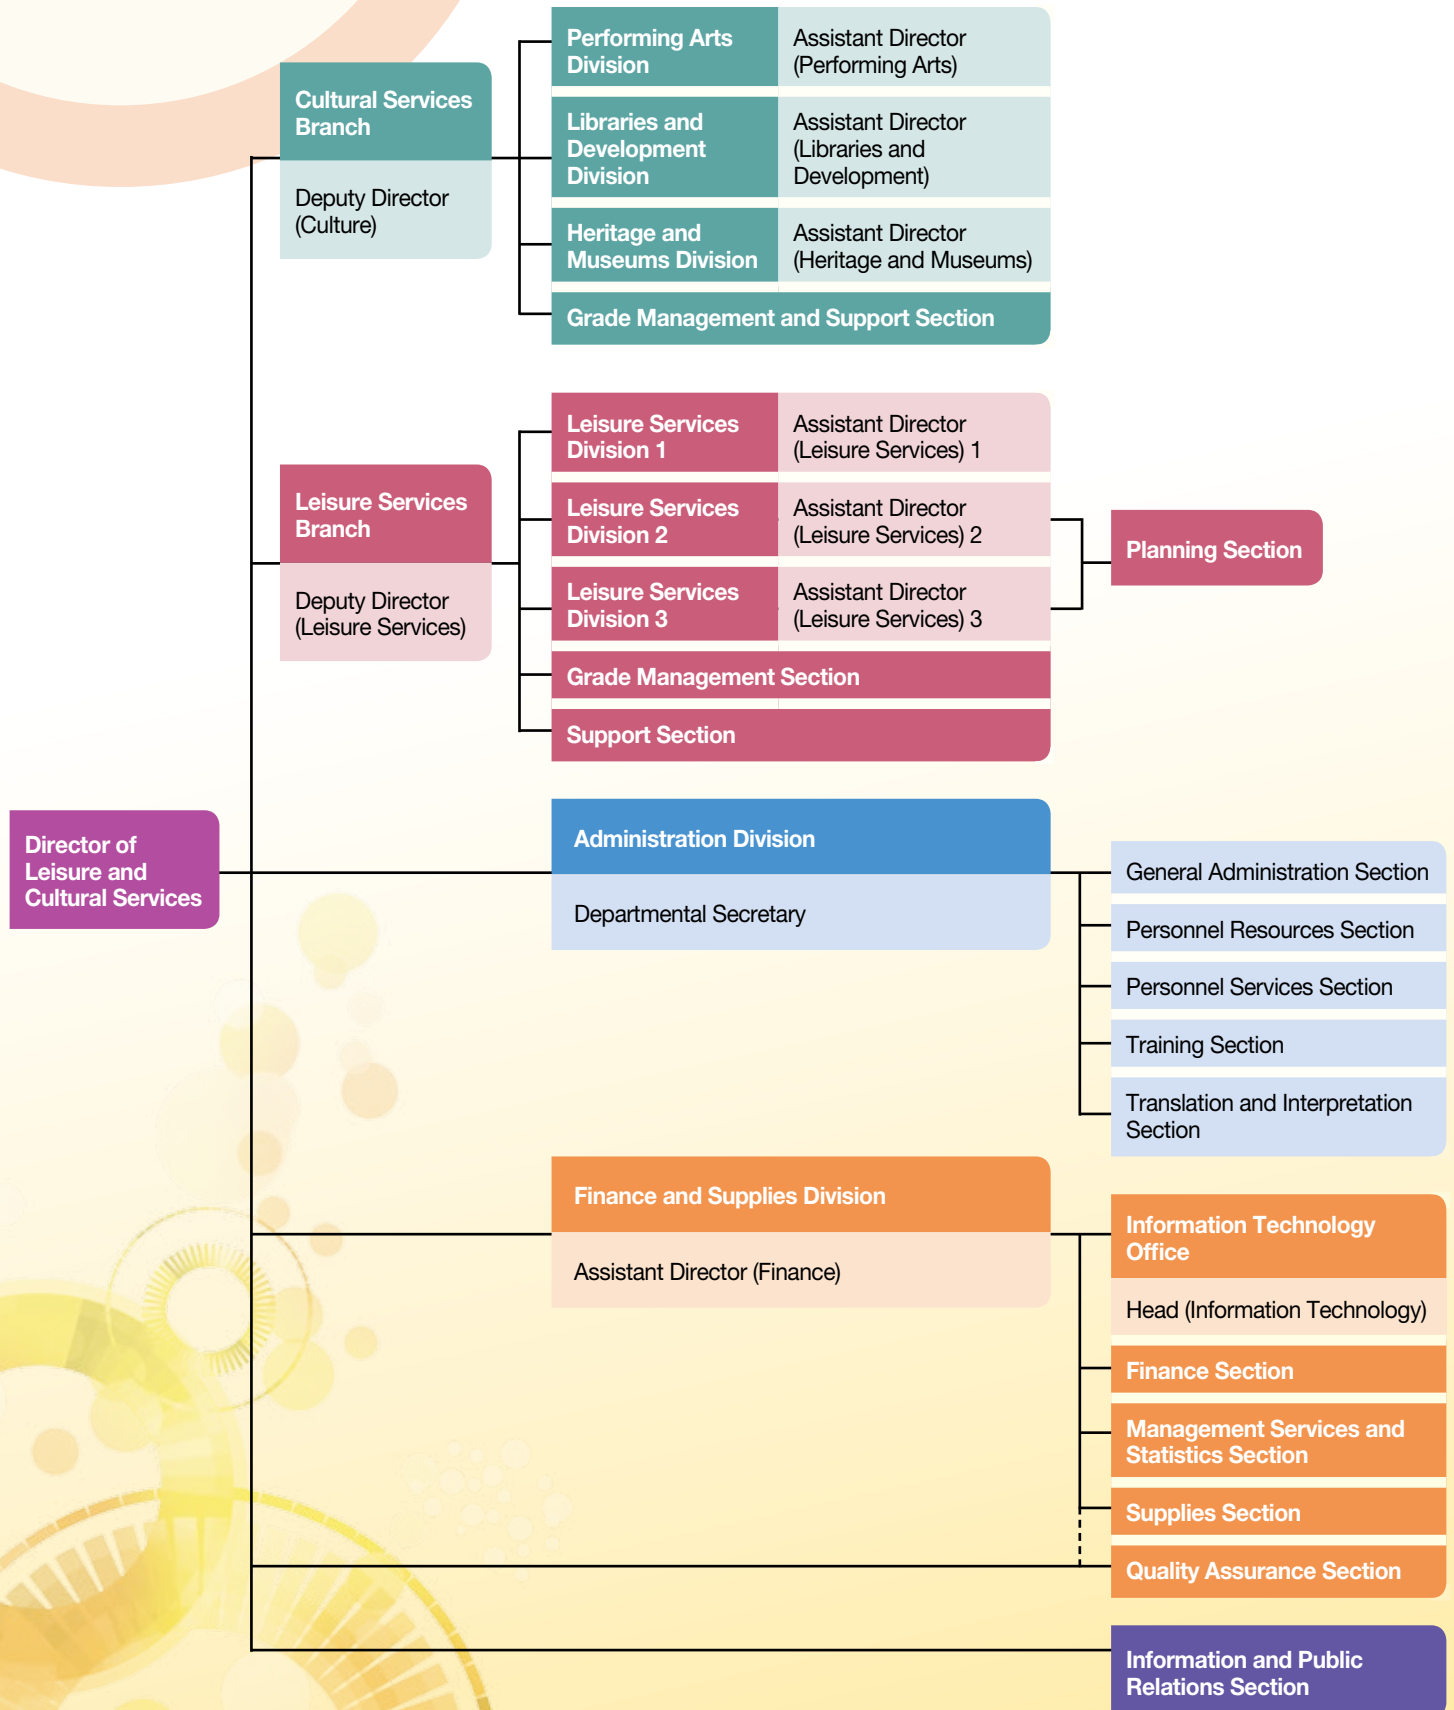 Performing Arts
Division
Assistant Director
(Performing Arts)
Cultural Services
Branch
Deputy Director
(Culture)
Libraries and
Development
Division
Assistant Director
(Libraries and
Development)
Heritage and
Museums Division
Assistant Director
(Heritage and Museums)
Grade Management and Support Section
Leisure Services
Division 1
Assistant Director
(Leisure Services) 1
Leisure Services
Branch
Deputy Director
(Leisure Services)
Leisure Services
Division 2
Assistant Director
(Leisure Services) 2
Planning Section
Leisure Services
Division 3
Assistant Director
(Leisure Services) 3
Grade Management Section
Support Section
Director of
Leisure and
Cultural Services
Administration Division
Departmental Secretary
General Administration Section
Personnel Resources Section
Personnel Services Section
Training Section
Translation and Interpretation
Section
Finance and Supplies Division
Assistant Director (Finance)
Information Technology
Office
Head (Information Technology)
Finance Section
Management Services and
Statistics Section
Supplies Section
Quality Assurance Section
Information and Public
Relations Section